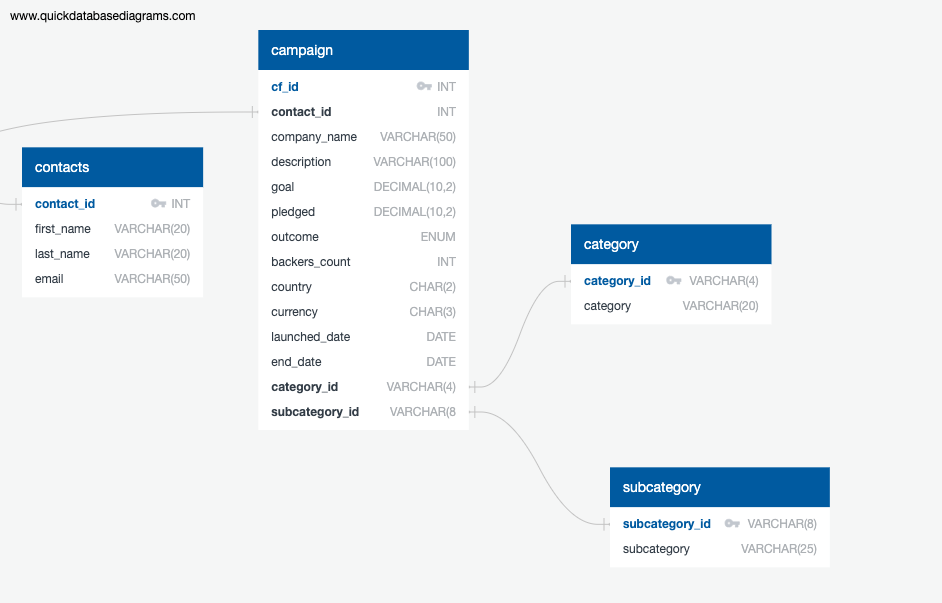 www.quickdatabasediagrams.com
campaign
cf_id INT
contact_id INT
company_name VARCHAR(50)
description VARCHAR(100)
goal DECIMAL(10,2)
pledged DECIMAL(10,2)
outcome ENUM
backers_count INT
country CHAR(2)
currency CHAR(3)
launched_date DATE
end_date DATE
category_id VARCHAR(4)
subcategory_id VARCHAR(8
contacts
contact_id INT
first_name VARCHAR(20)
last_name VARCHAR(20)
email VARCHAR(50)
category
category_id VARCHAR(4)
category VARCHAR(20)
subcategory
subcategory_id VARCHAR(8)
subcategory VARCHAR(25)